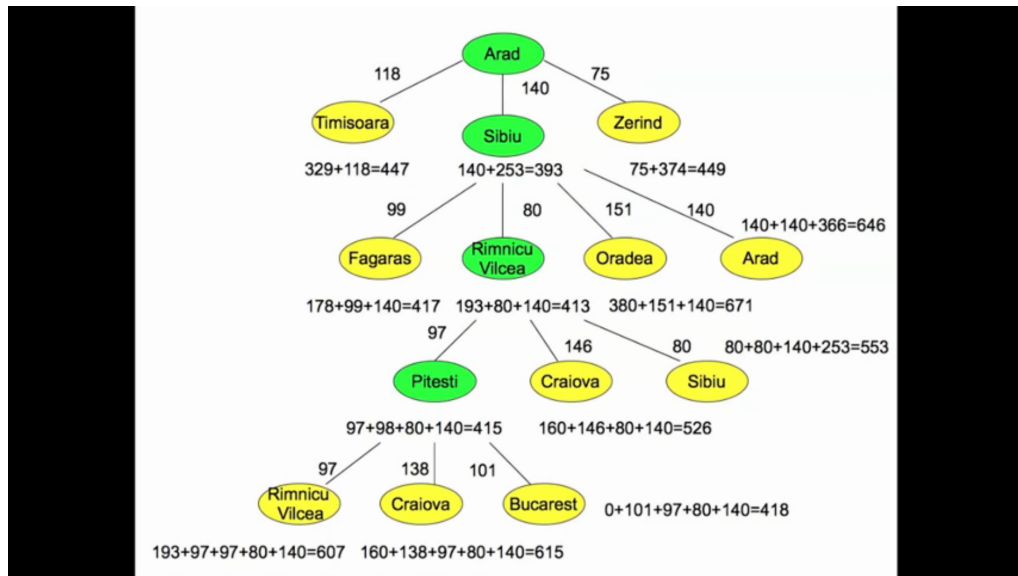 Arad
118
140
75
Timisoara
Sibiu
Zerind
329+118=447
140+253=393
75+374=449
99
80
151
140
140+140+366=646
Fagaras
Rimnicu
Vilcea
Oradea
Arad
178+99+140=417
193+80+140=413
380+151+140=671
97
146
80
80+80+140+253=553
Pitesti
Craiova
Sibiu
97+98+80+140=415
160+146+80+140=526
97
138
101
Rimnicu
Vilcea
Craiova
Bucarest
0+101+97+80+140=418
193+97+97+80+140=607
160+138+97+80+140=615